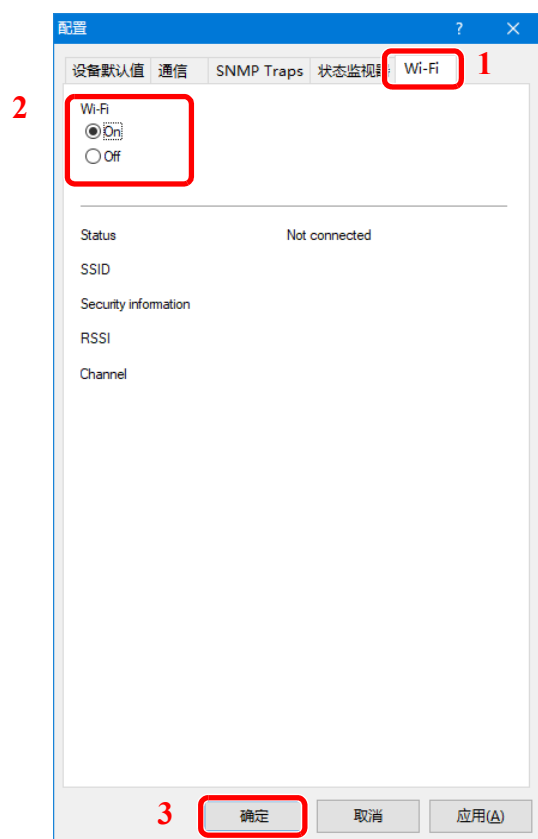 配置 ? ×
设备默认值 通信 SNMP Traps 状态监视器 Wi-Fi 1
2
Wi-Fi
On
Off
Status Not connected
SSID
Security information
RSSI
Channel
3 确定 取消 应用(A)